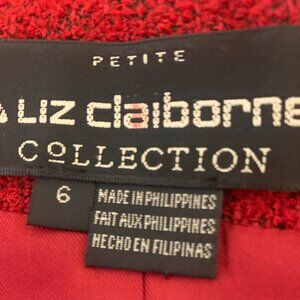 PETITE
LIZ claiborne
COLLECTION
6
MADE IN PHILIPPINES
FAIT AUX PHILIPPINES
HECHO EN FILIPINAS